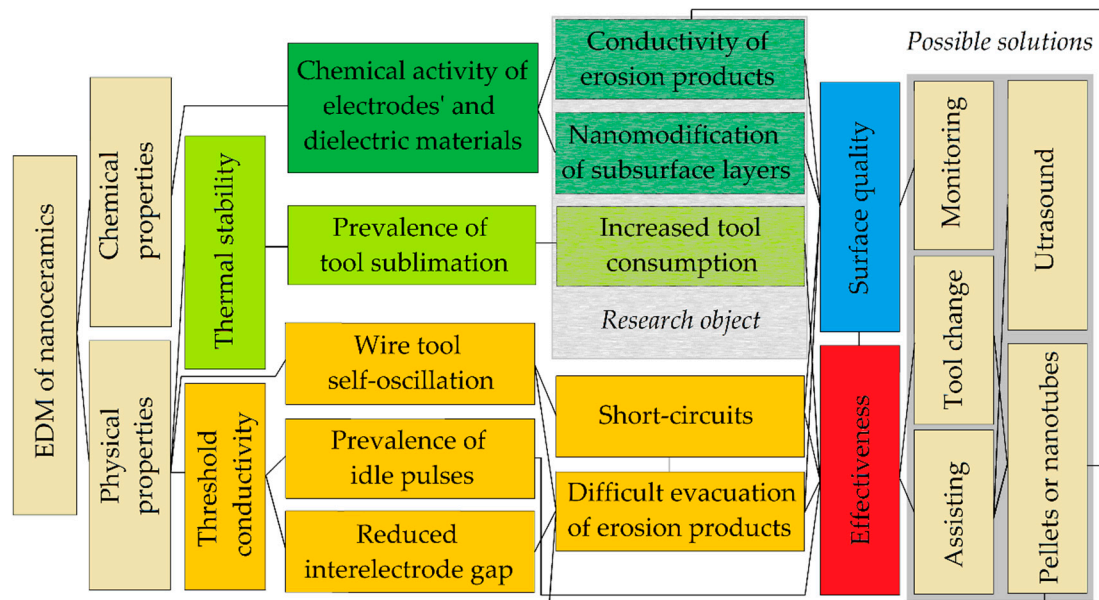 EDM of nanoceramics
Chemical
properties
Physical
properties
Thermal stability
Threshold
conductivity
Chemical activity of
electrodes' and
dielectric materials
Prevalence of
tool sublimation
Wire tool
self-oscillation
Prevalence of
idle pulses
Reduced
interelectrode gap
Conductivity of
erosion products
Nanomodification
of subsurface layers
Increased tool
consumption
Research object
Short-circuits
Difficult evacuation
of erosion products
Surface quality
Effectiveness
Possible solutions
Monitoring
Tool change
Assisting
Utrasound
Pellets or nanotubes